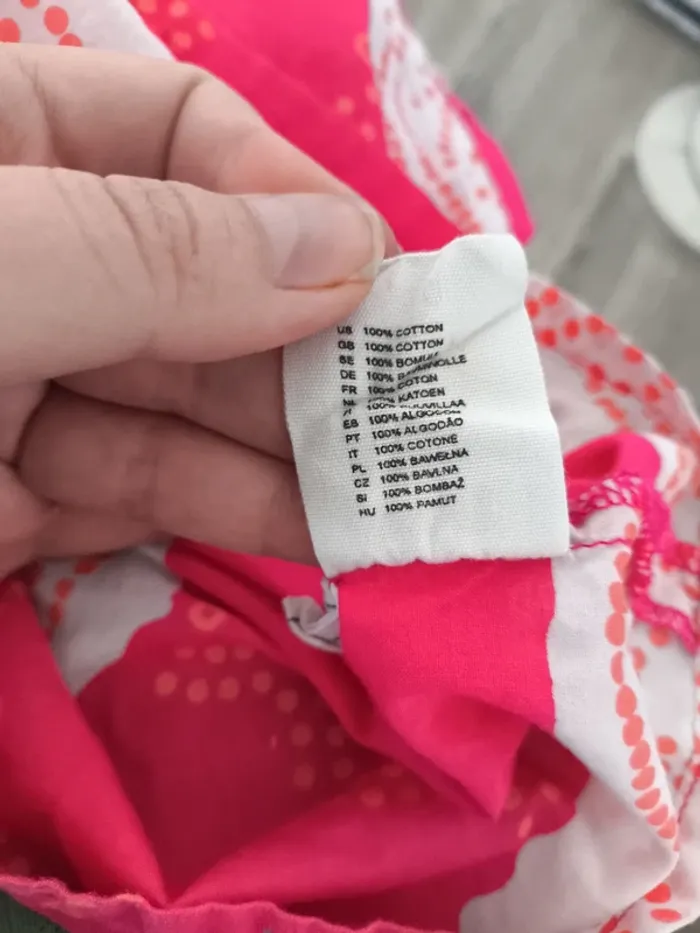 US 100% COTTON
GB 100% COTTON
SE 100% BOMULL
DE 100% BAUMWOLLE
FR 100% COTON
NL 100% KATOEN
100%
ES 100% ALGODON
PT 100% ALGODÃO
IT 100% COTONE
PL 100% BAWEŁNA
CZ 100% BAVLNA
SI 100% BOMBAŽ
HU 100% PAMUT